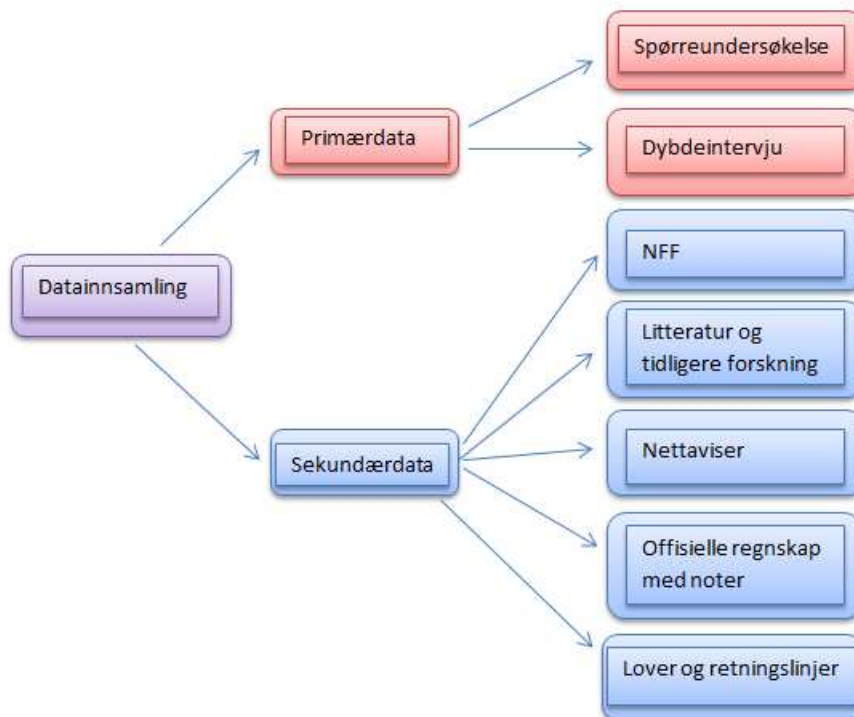 Spørreundersøkelse
Primærdata
Dybdeintervju
NFF
Datainnsamling
Litteratur og
tidligere forskning
Sekundærdata
Nettaviser
Offisielle regnskap
med noter
Lover og retningslinjer